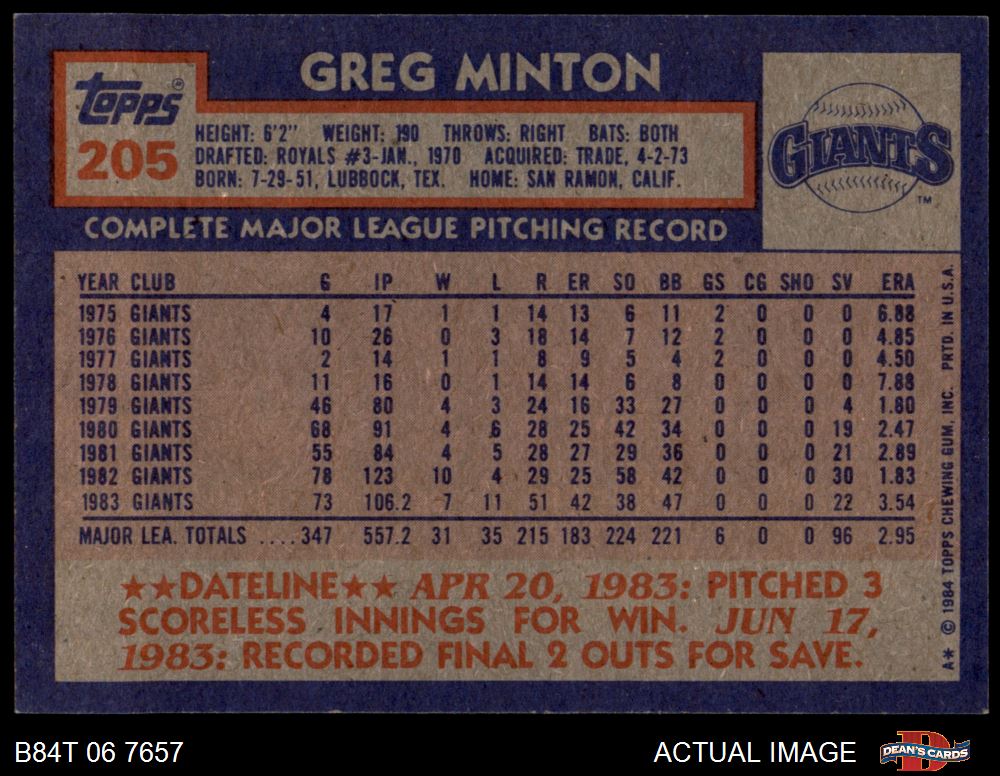 GREG MINTON
TOPPS
205
HEIGHT: 6'2" WEIGHT: 190 THROWS: RIGHT BATS: BOTH
DRAFTED: ROYALS #3-JAN., 1970 ACQUIRED: TRADE, 4-2-73
BORN: 7-29-51, LUBBOCK, TEX. HOME: SAN RAMON, CALIF.
GIANTS
TM
COMPLETE MAJOR LEAGUE PITCHING RECORD
YEAR CLUB G IP W L R ER SO BB GS CG SHO SV ERA
1975 GIANTS 4 17 1 1 14 13 6 11 2 0 0 0 6.88
1976 GIANTS 10 26 0 3 18 14 7 12 2 0 0 0 4.85
1977 GIANTS 2 14 1 1 8 9 5 4 2 0 0 0 4.50
1978 GIANTS 11 16 0 1 14 14 6 8 0 0 0 0 7.88
1979 GIANTS 46 80 4 3 24 16 33 27 0 0 0 4 1.80
1980 GIANTS 68 91 4 6 28 25 42 34 0 0 0 19 2.47
1981 GIANTS 55 84 4 5 28 27 29 36 0 0 0 21 2.89
1982 GIANTS 78 123 10 4 29 25 58 42 0 0 0 30 1.83
1983 GIANTS 73 106.2 7 11 51 42 38 47 0 0 0 22 3.54
MAJOR LEA. TOTALS ....347 557.2 31 35 215 183 224 221 6 0 0 96 2.95
★★DATELINE★★ APR 20, 1983: PITCHED 3
SCORELESS INNINGS FOR WIN. JUN 17,
1983: RECORDED FINAL 2 OUTS FOR SAVE.
A* © 1984 TOPPS CHEWING GUM, INC. PRTD. IN U.S.A.
B84T 06 7657
ACTUAL IMAGE
D
DEAN'S CARDS